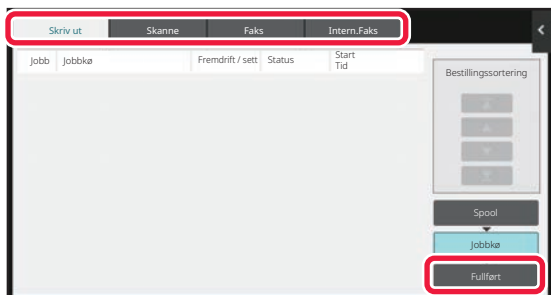 Skriv ut Skanne Faks Intern.Faks
Jobb Jobbkø Fremdrift / sett Status Start
Tid
Bestillingssortering
Spool
Jobbkø
Fullført